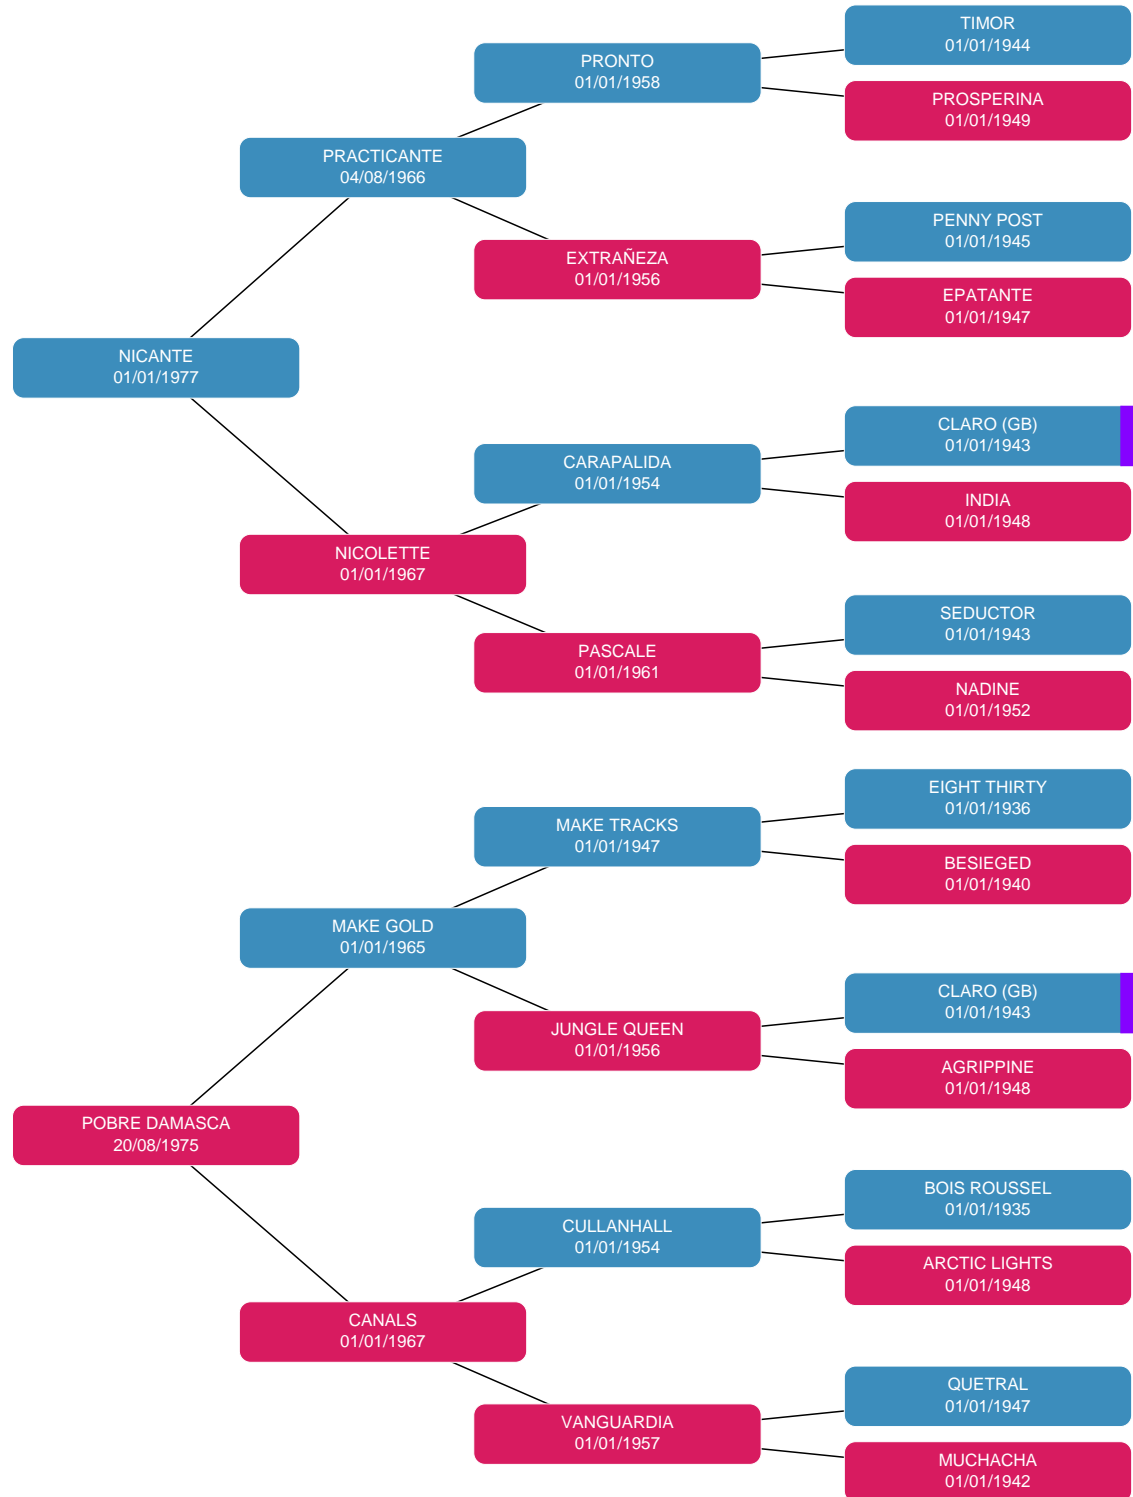 TIMOR
01/01/1944
PRONTO
01/01/1958
PROSPERINA
01/01/1949
PRACTICANTE
04/08/1966
PENNY POST
01/01/1945
EXTRAÑEZA
01/01/1956
EPATANTE
01/01/1947
NICANTE
01/01/1977
CLARO (GB)
01/01/1943
CARAPALIDA
01/01/1954
INDIA
01/01/1948
NICOLETTE
01/01/1967
SEDUCTOR
01/01/1943
PASCALE
01/01/1961
NADINE
01/01/1952
EIGHT THIRTY
01/01/1936
MAKE TRACKS
01/01/1947
BESIEGED
01/01/1940
MAKE GOLD
01/01/1965
CLARO (GB)
01/01/1943
JUNGLE QUEEN
01/01/1956
AGRIPPINE
01/01/1948
POBRE DAMASCA
20/08/1975
BOIS ROUSSEL
01/01/1935
CULLANHALL
01/01/1954
ARCTIC LIGHTS
01/01/1948
CANALS
01/01/1967
QUETRAL
01/01/1947
VANGUARDIA
01/01/1957
MUCHACHA
01/01/1942